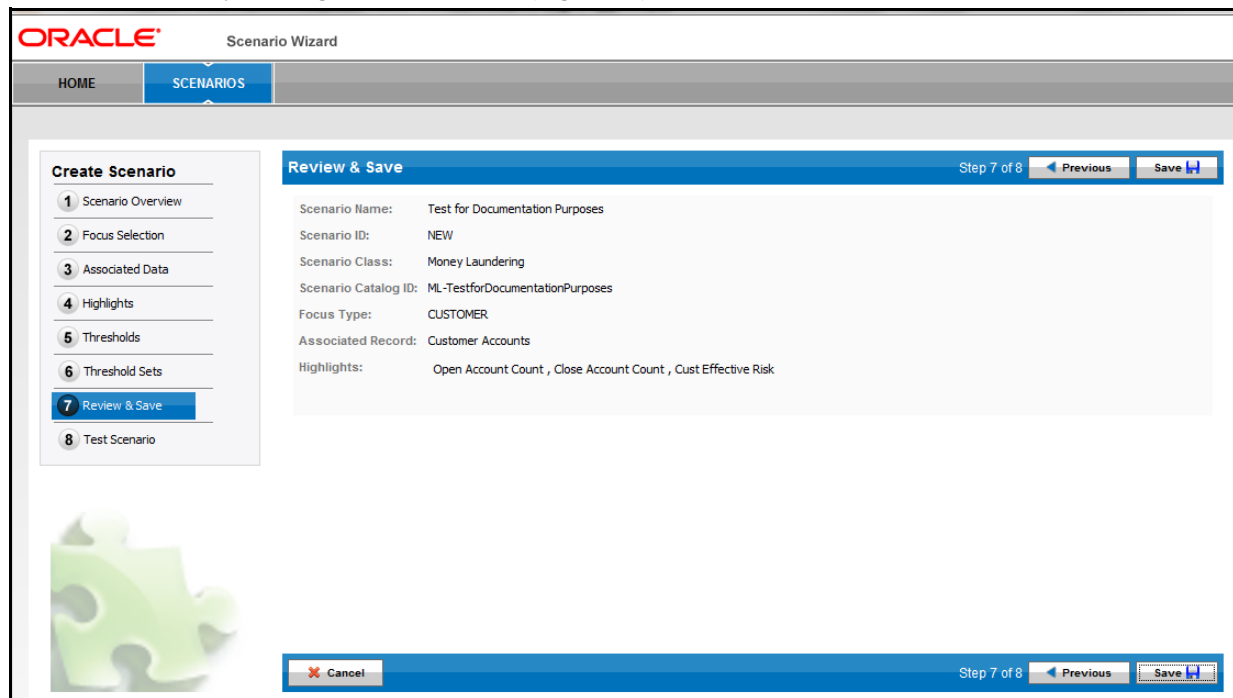 ORACLE Scenario Wizard
HOME SCENARIOS
Create Scenario
1 Scenario Overview
2 Focus Selection
3 Associated Data
4 Highlights
5 Thresholds
6 Threshold Sets
7 Review & Save
8 Test Scenario
Review & Save Step 7 of 8 Previous Save
Scenario Name: Test for Documentation Purposes
Scenario ID: NEW
Scenario Class: Money Laundering
Scenario Catalog ID: ML-TestforDocumentationPurposes
Focus Type: CUSTOMER
Associated Record: Customer Accounts
Highlights: Open Account Count , Close Account Count , Cust Effective Risk
Cancel Step 7 of 8 Previous Save